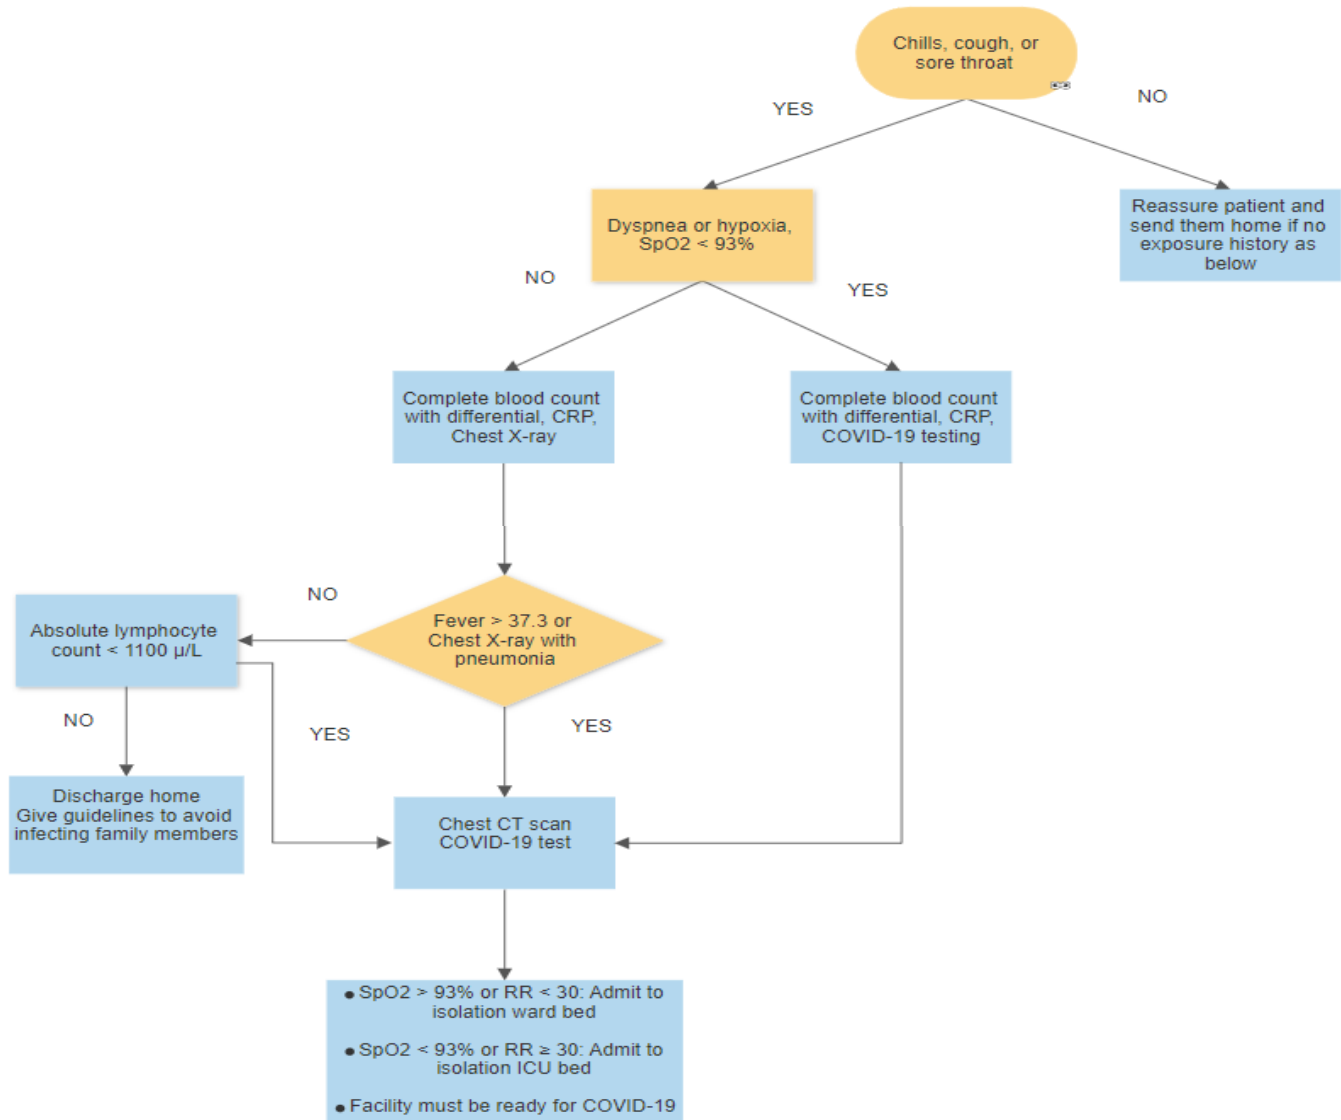 Chills, cough, or
sore throat
YES
NO
Dyspnea or hypoxia,
SpO2 < 93%
Reassure patient and
send them home if no
exposure history as
below
NO
YES
Complete blood count
with differential, CRP,
Chest X-ray
Complete blood count
with differential, CRP,
COVID-19 testing
NO
Fever > 37.3 or
Chest X-ray with
pneumonia
Absolute lymphocyte
count < 1100 μ/L
NO
YES
YES
Discharge home
Give guidelines to avoid
infecting family members
Chest CT scan
COVID-19 test
● SpO2 > 93% or RR < 30: Admit to
isolation ward bed
● SpO2 < 93% or RR ≥ 30: Admit to
isolation ICU bed
● Facility must be ready for COVID-19